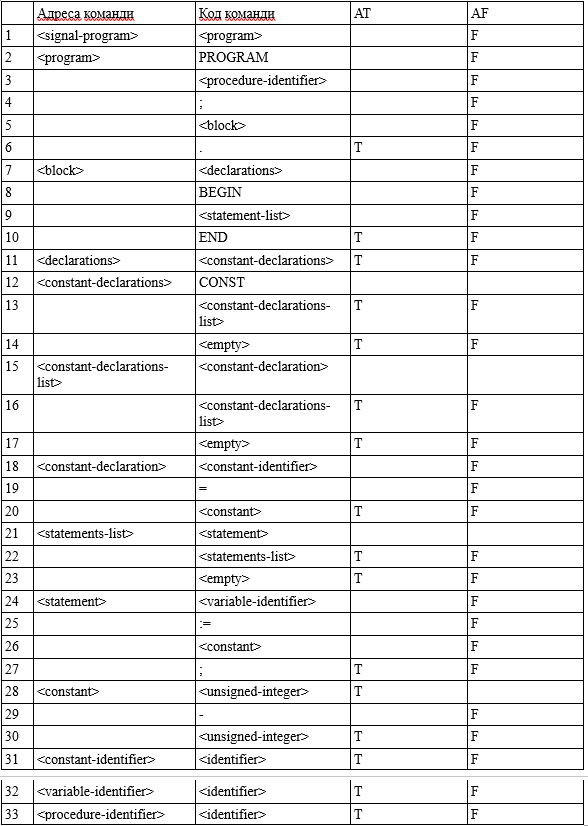 Адреса команди Код команди AT AF
1 <signal-program> <program> F
2 <program> PROGRAM F
3 <procedure-identifier> F
4 ; F
5 <block> F
6 . T F
7 <block> <declarations> F
8 BEGIN F
9 <statement-list> F
10 END T F
11 <declarations> <constant-declarations> T F
12 <constant-declarations> CONST
13 <constant-declarations- T F
list>
14 <empty> T F
15 <constant-declarations- <constant-declaration>
list>
16 <constant-declarations- T F
list>
17 <empty> T F
18 <constant-declaration> <constant-identifier> F
19 = F
20 <constant> T F
21 <statements-list> <statement>
22 <statements-list> T F
23 <empty> T F
24 <statement> <variable-identifier> F
25 := F
26 <constant> F
27 ; T F
28 <constant> <unsigned-integer> T
29 - F
30 <unsigned-integer> T F
31 <constant-identifier> <identifier> T F
32 <variable-identifier> <identifier> T F
33 <procedure-identifier> <identifier> T F